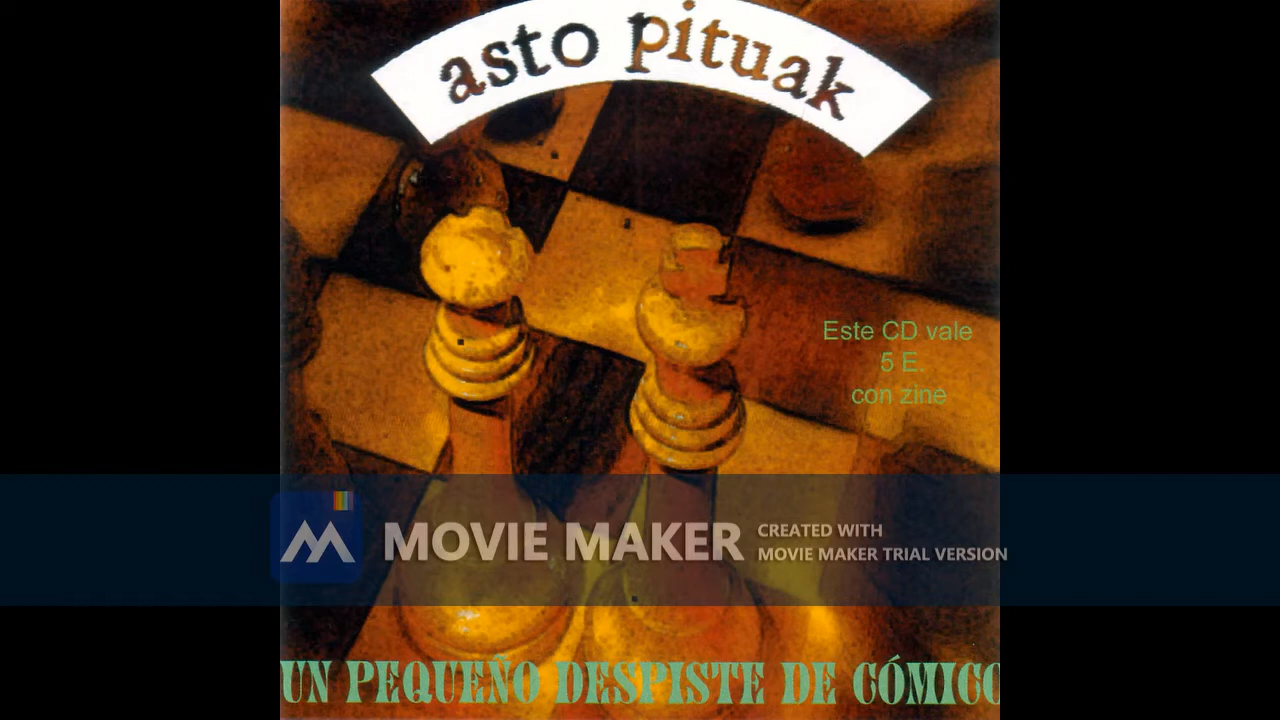 asto pituak
Este CD vale
5 E.
con zine
MOVIE MAKER
CREATED WITH
MOVIE MAKER TRIAL VERSION
UN PEQUEÑO DESPISTE DE CÓMICO